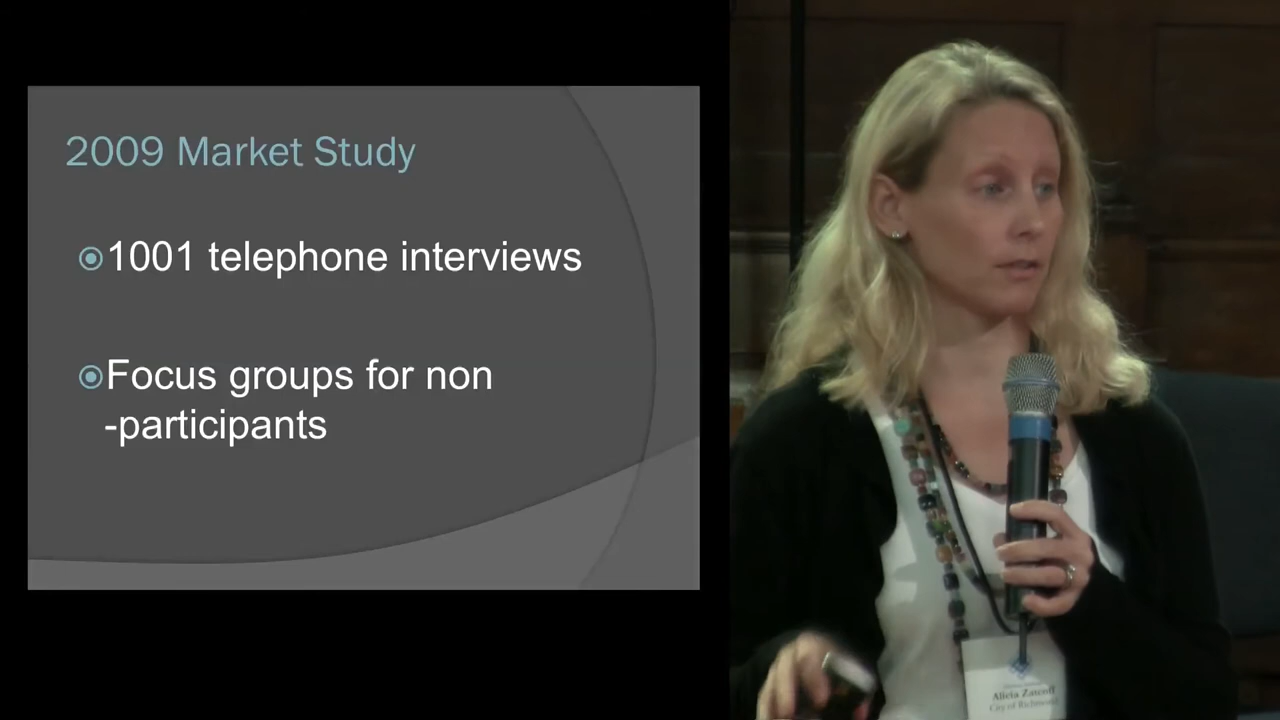 2009 Market Study
1001 telephone interviews
Focus groups for non
-participants
Alicia Zatcoff
City of Richmond